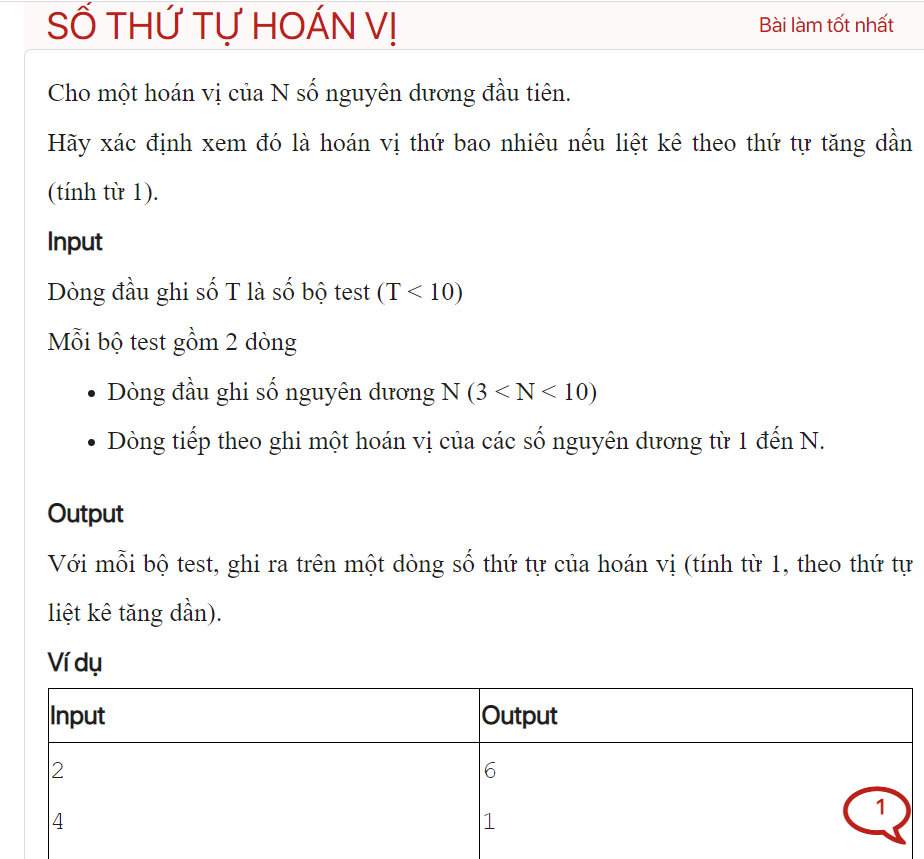 SỐ THỨ TỰ HOÁN VỊ
Bài làm tốt nhất
Cho một hoán vị của N số nguyên dương đầu tiên.
Hãy xác định xem đó là hoán vị thứ bao nhiêu nếu liệt kê theo thứ tự tăng dần
(tính từ 1).
Input
Dòng đầu ghi số T là số bộ test (T < 10)
Mỗi bộ test gồm 2 dòng
• Dòng đầu ghi số nguyên dương N (3 < N < 10)
• Dòng tiếp theo ghi một hoán vị của các số nguyên dương từ 1 đến N.
Output
Với mỗi bộ test, ghi ra trên một dòng số thứ tự của hoán vị (tính từ 1, theo thứ tự
liệt kê tăng dần).
Ví dụ
Input Output
2 6
4 1
1